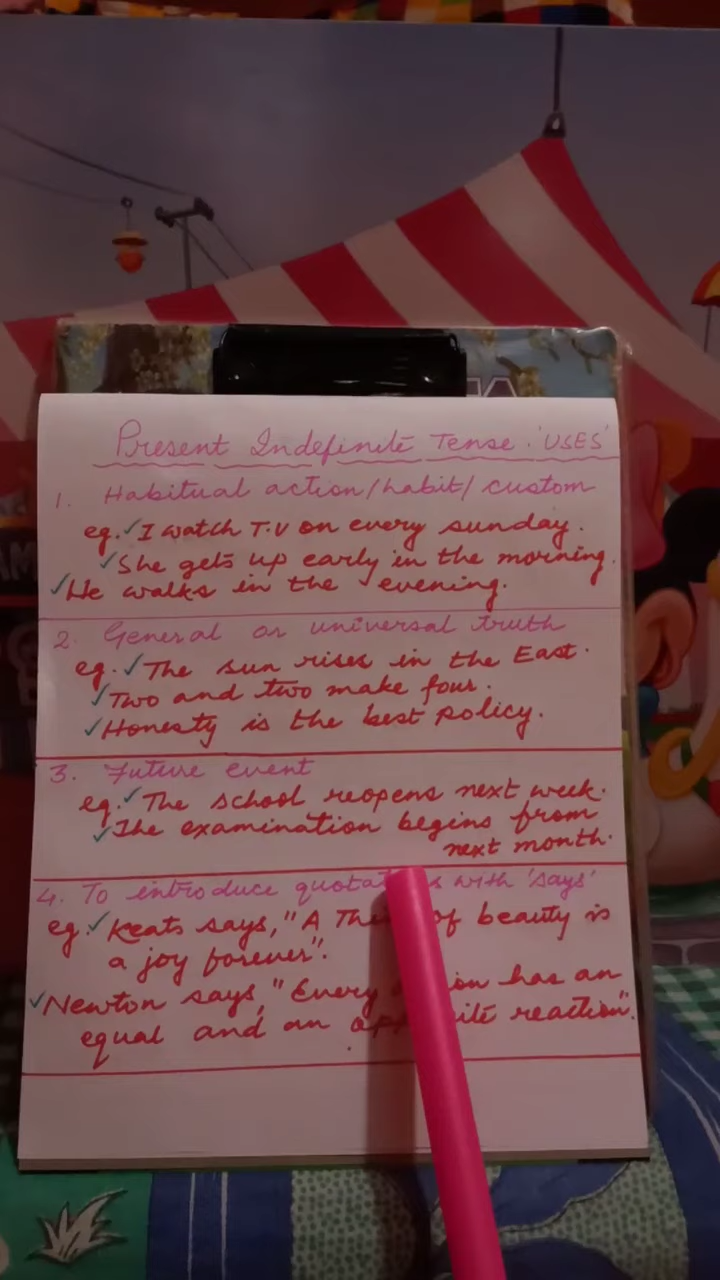 Present Indefinite Tense 'USES'
1. Habitual action/habit/custom
eg. ✓I watch T.V on every sunday.
✓She gets up early in the morning.
✓He walks in the evening.
2. General or universal truth
eg. ✓The sun rises in the East.
✓Two and two make four.
✓Honesty is the best policy.
3. Future event
eg. ✓The school reopens next week.
✓The examination begins from
next month.
4. To introduce with 'says'
eg. ✓Keats says, "A of beauty is
a joy forever".
✓Newton says, "Every has an
equal and an reaction".